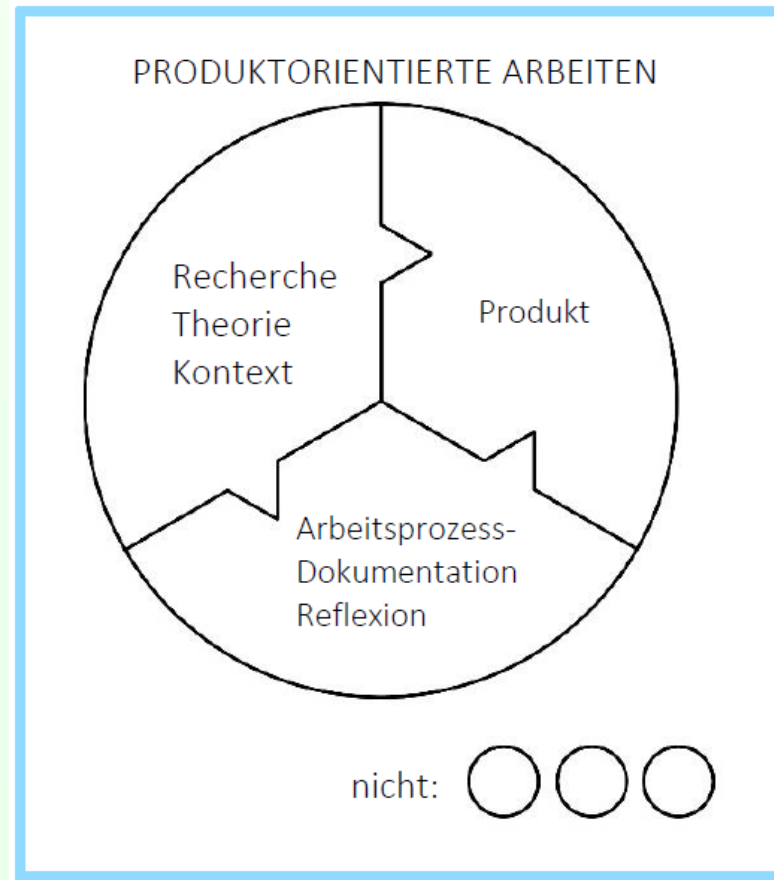 PRODUKTORIENTIERTE ARBEITEN
Recherche
Theorie
Kontext
Produkt
Arbeitsprozess-
Dokumentation
Reflexion
nicht: